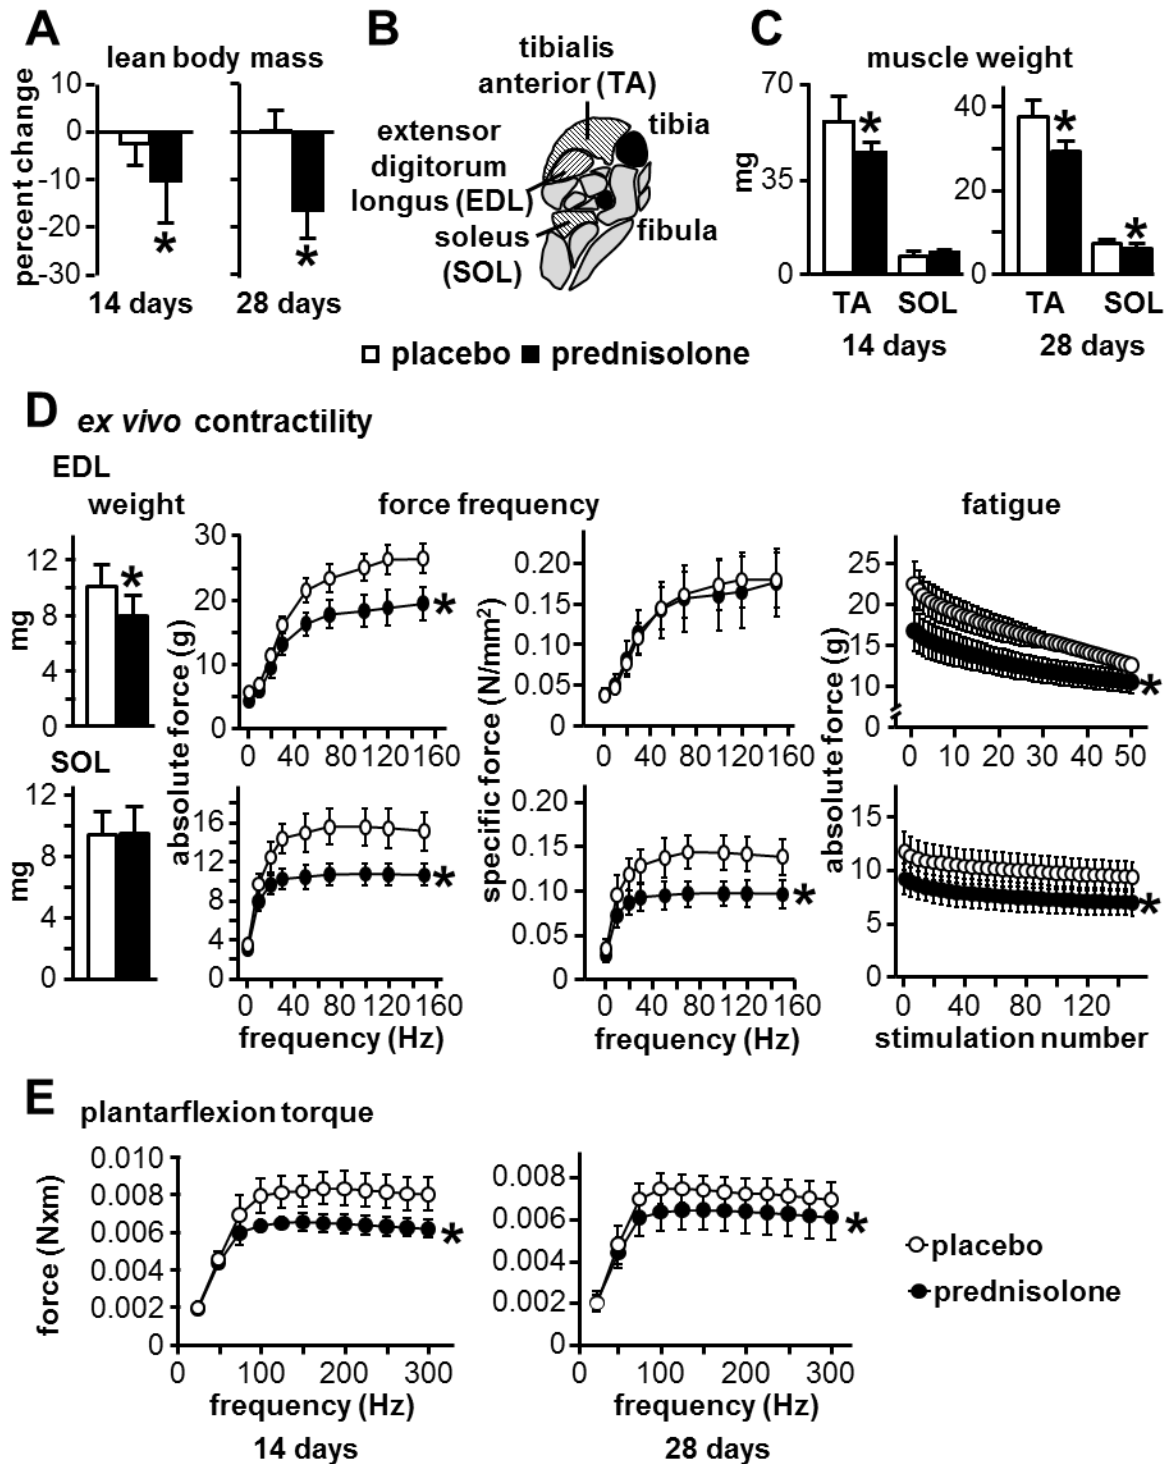 A
lean body mass
percent change
10
0
-10
-20
-30
*
*
14 days
28 days
B
tibialis
anterior (TA)
tibia
extensor
digitorum
longus (EDL)
soleus
(SOL)
fibula
C
muscle weight
mg
70
35
0
*
TA SOL
14 days
40
20
0
*
*
TA SOL
28 days
placebo prednisolone
D ex vivo contractility
EDL
weight
force frequency
fatigue
mg
12
8
4
0
*
absolute force (g)
30
20
10
0
*
0 40 80 120 160
specific force (N/mm²)
0.20
0.15
0.10
0.05
0
0 40 80 120 160
absolute force (g)
25
20
15
10
0
*
0 10 20 30 40 50
SOL
mg
12
8
4
0
16
12
8
4
0
*
0 40 80 120 160
frequency (Hz)
0.20
0.15
0.10
0.05
0
*
0 40 80 120 160
frequency (Hz)
15
10
5
0
*
0 40 80 120
stimulation number
E
plantarflexion torque
force (Nxm)
0.010
0.008
0.006
0.004
0.002
0
*
0 100 200 300
frequency (Hz)
14 days
0.008
0.006
0.004
0.002
0
*
0 100 200 300
frequency (Hz)
28 days
placebo
prednisolone